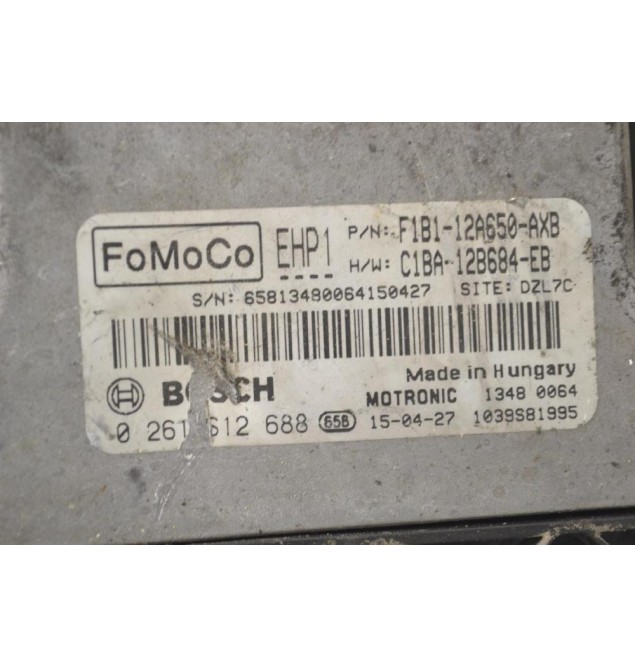 FoMoCo EHP1 P/N: F1B1-12A650-AXB
H/W: C1BA-12B684-EB
S/N: 65813480064150427 SITE: DZL7C
Made in Hungary
BOSCH MOTRONIC 1348 0064
0 261 S12 688 65B 15-04-27 1039S81995